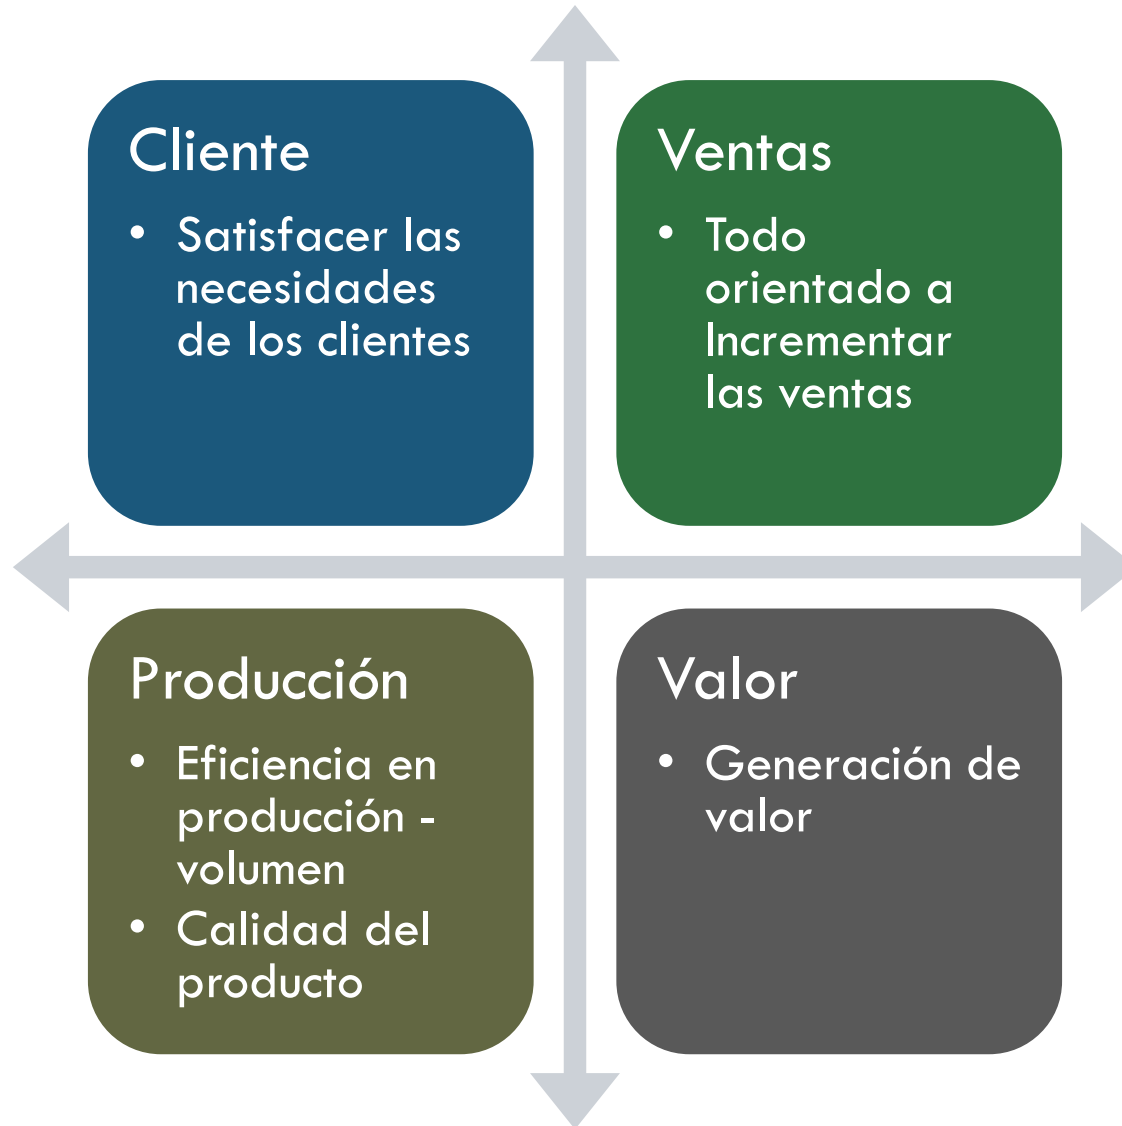 Cliente
• Satisfacer las
necesidades
de los clientes
Ventas
• Todo
orientado a
Incrementar
las ventas
Producción
• Eficiencia en
producción -
volumen
• Calidad del
producto
Valor
• Generación de
valor